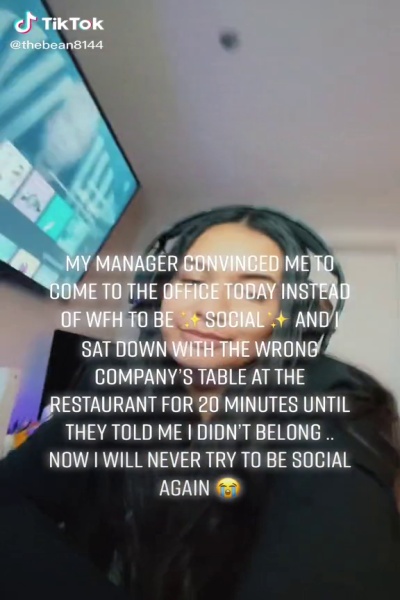 TikTok
@thebean8144
MY MANAGER CONVINCED ME TO
COME TO THE OFFICE TODAY INSTEAD
OF WFH TO BE ✨SOCIAL✨ AND I
SAT DOWN WITH THE WRONG
COMPANY'S TABLE AT THE
RESTAURANT FOR 20 MINUTES UNTIL
THEY TOLD ME I DIDN'T BELONG ..
NOW I WILL NEVER TRY TO BE SOCIAL
AGAIN 😭